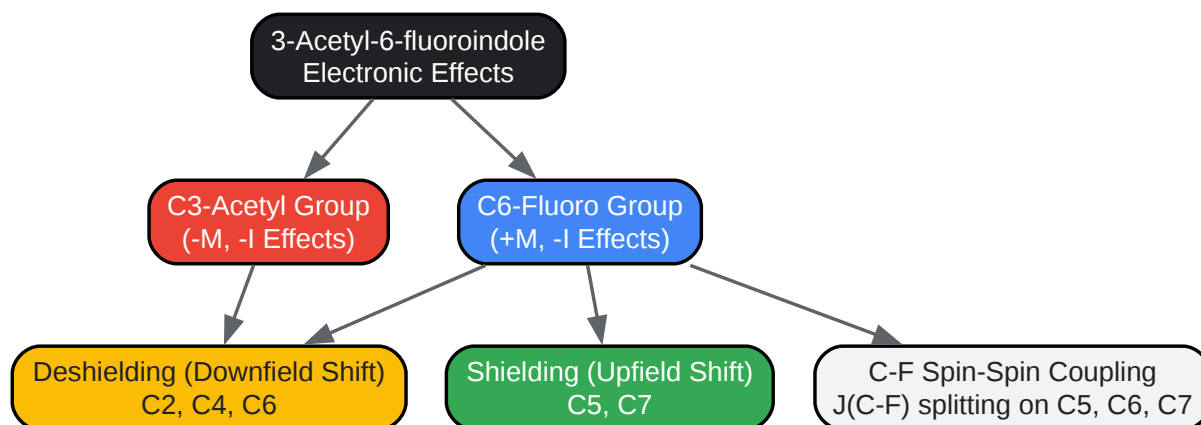 3-Acetyl-6-fluoroindole
Electronic Effects
C3-Acetyl Group
(-M, -I Effects)
C6-Fluoro Group
(+M, -I Effects)
Deshielding (Downfield Shift)
C2, C4, C6
Shielding (Upfield Shift)
C5, C7
C-F Spin-Spin Coupling
J(C-F) splitting on C5, C6, C7